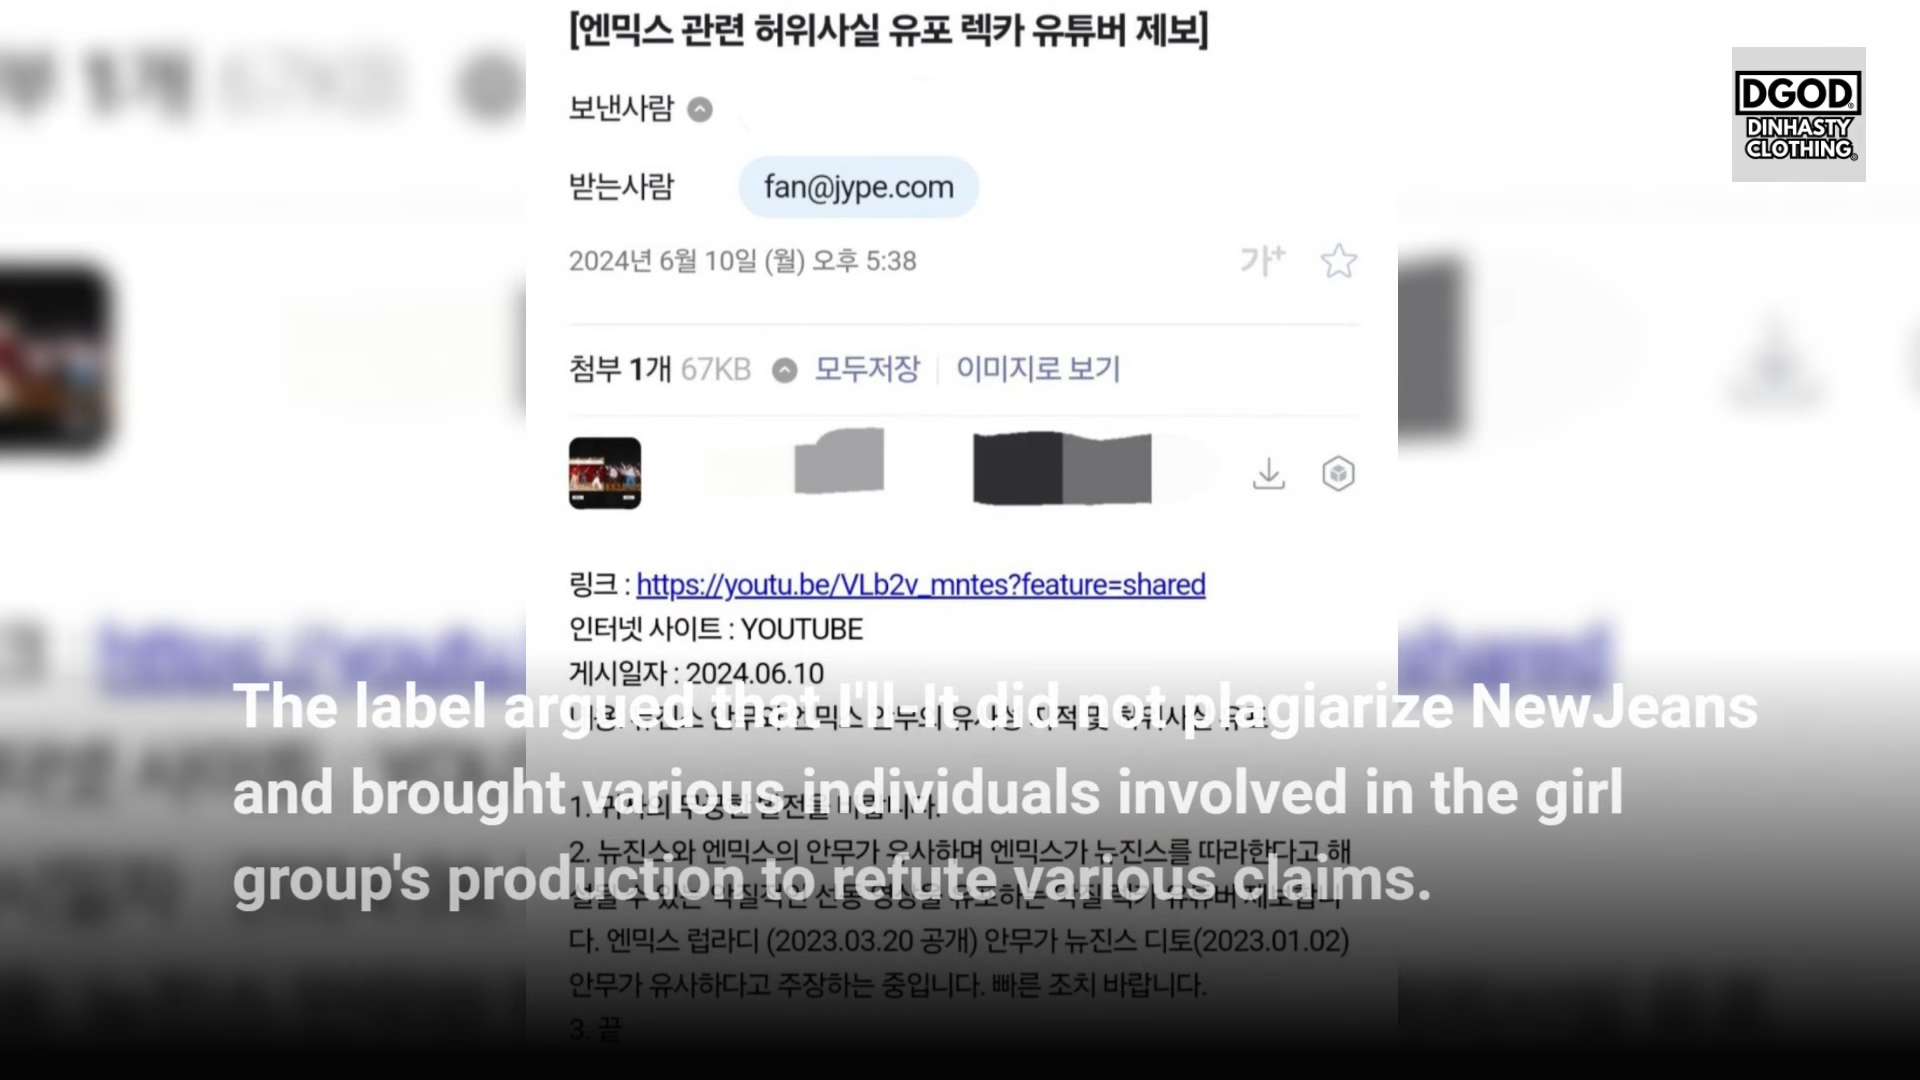 [엔믹스 관련 허위사실 유포 렉카 유튜버 제보]
DGOD
DINHASTY
CLOTHING
보낸사람
받는사람 fan@jype.com
2024년 6월 10일 (월) 오후 5:38
가+
첨부 1개 67KB 모두저장 이미지로 보기
링크 : https://youtu.be/VLb2v_mntes?feature=shared
인터넷 사이트 : YOUTUBE
게시일자 : 2024.06.10
The label argued that I'll-It did not plagiarize NewJeans
and brought various individuals involved in the girl
group's production to refute various claims.
2. 뉴진스와 엔믹스의 안무가 유사하며 엔믹스가 뉴진스를 따라한다고 해
다. 엔믹스 럽라디 (2023.03.20 공개) 안무가 뉴진스 디토(2023.01.02)
안무가 유사하다고 주장하는 중입니다. 빠른 조치 바랍니다.
3. 끝